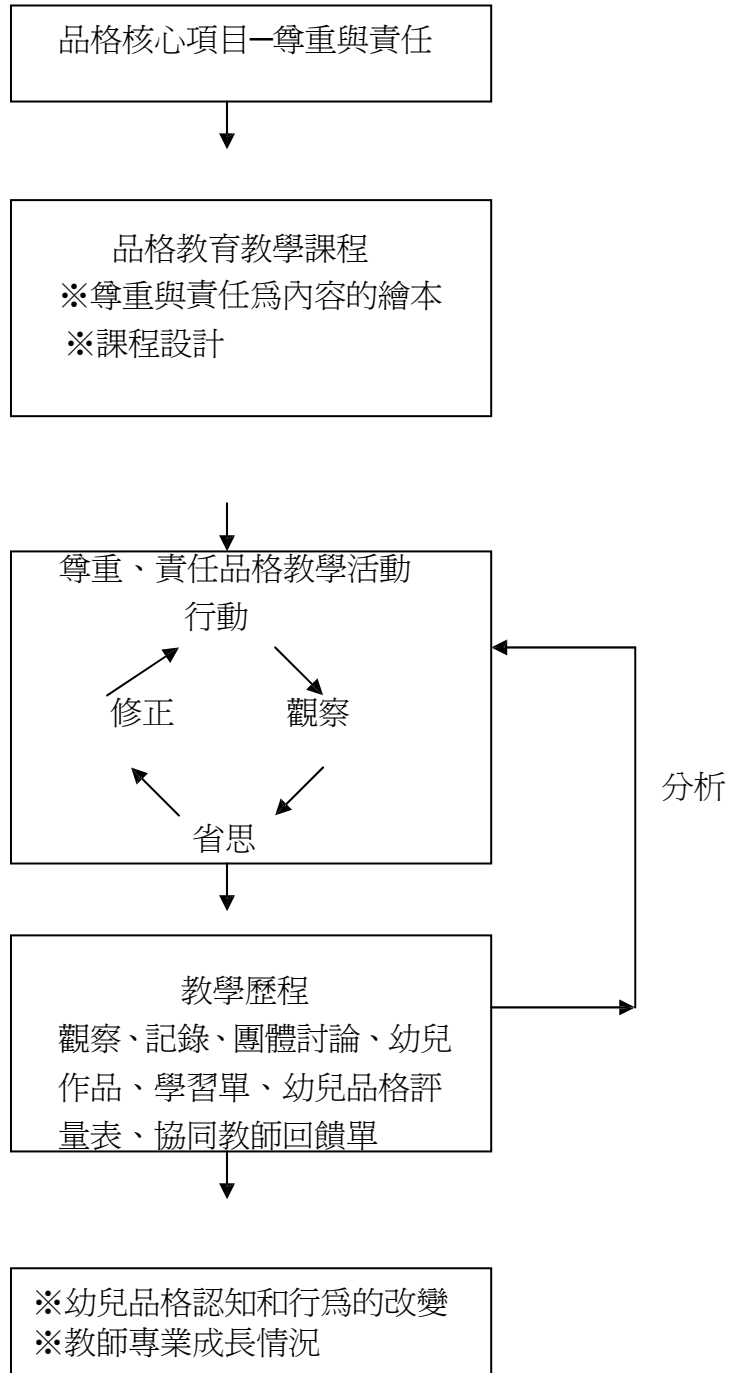 品格核心項目─尊重與責任
品格教育教學課程
※尊重與責任爲內容的繪本
※課程設計
尊重、責任品格教學活動
行動
修正
觀察
省思
分析
教學歷程
觀察、記錄、團體討論、幼兒
作品、學習單、幼兒品格評
量表、協同教師回饋單
※幼兒品格認知和行爲的改變
※教師專業成長情況